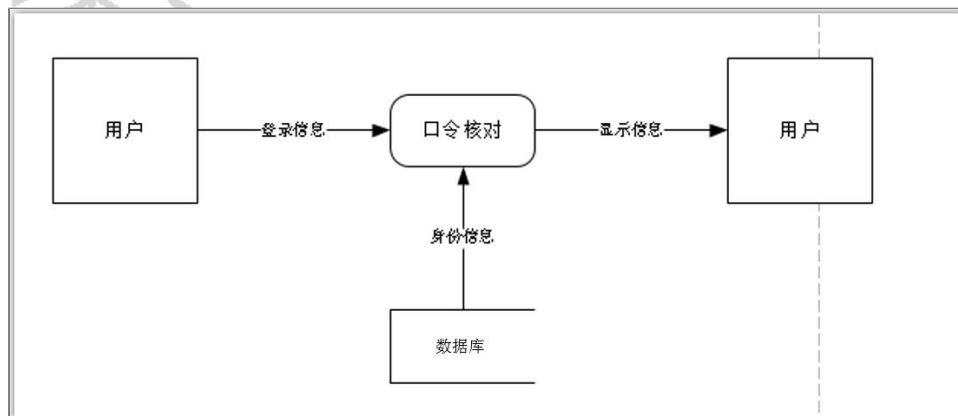 用户
登录信息
口令核对
显示信息
用户
身份信息
数据库